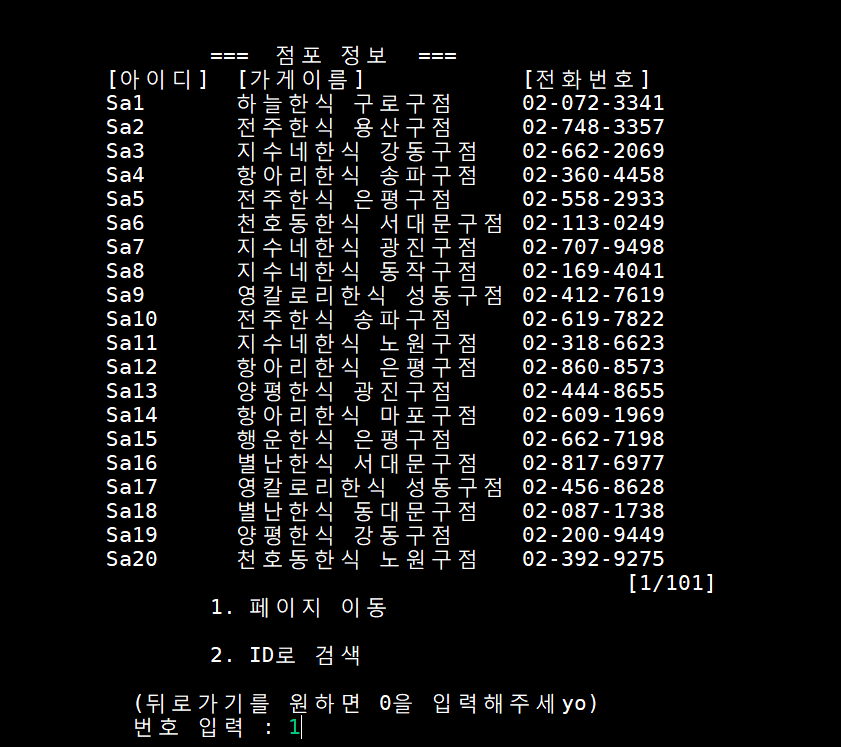 === 점포 정보 ===
[아이디] [가게이름] [전화번호]
Sa1 하늘한식 구로구점 02-072-3341
Sa2 전주한식 용산구점 02-748-3357
Sa3 지수네한식 강동구점 02-662-2069
Sa4 항아리한식 송파구점 02-360-4458
Sa5 전주한식 은평구점 02-558-2933
Sa6 천호동한식 서대문구점 02-113-0249
Sa7 지수네한식 광진구점 02-707-9498
Sa8 지수네한식 동작구점 02-169-4041
Sa9 영칼로리한식 성동구점 02-412-7619
Sa10 전주한식 송파구점 02-619-7822
Sa11 지수네한식 노원구점 02-318-6623
Sa12 항아리한식 은평구점 02-860-8573
Sa13 양평한식 광진구점 02-444-8655
Sa14 항아리한식 마포구점 02-609-1969
Sa15 행운한식 은평구점 02-662-7198
Sa16 별난한식 서대문구점 02-817-6977
Sa17 영칼로리한식 성동구점 02-456-8628
Sa18 별난한식 동대문구점 02-087-1738
Sa19 양평한식 강동구점 02-200-9449
Sa20 천호동한식 노원구점 02-392-9275
[1/101]
1. 페이지 이동
2. ID로 검색
(뒤로가기를 원하면 0을 입력해주세yo)
번호 입력 : 1